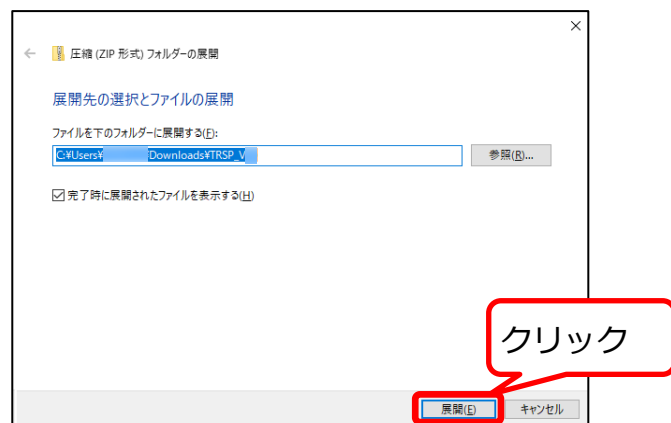 圧縮 (ZIP 形式) フォルダーの展開
展開先の選択とファイルの展開
ファイルを下のフォルダーに展開する(F):
C:¥Users¥ Downloads¥TRSP_V
参照(R)...
完了時に展開されたファイルを表示する(H)
クリック
展開(E) キャンセル